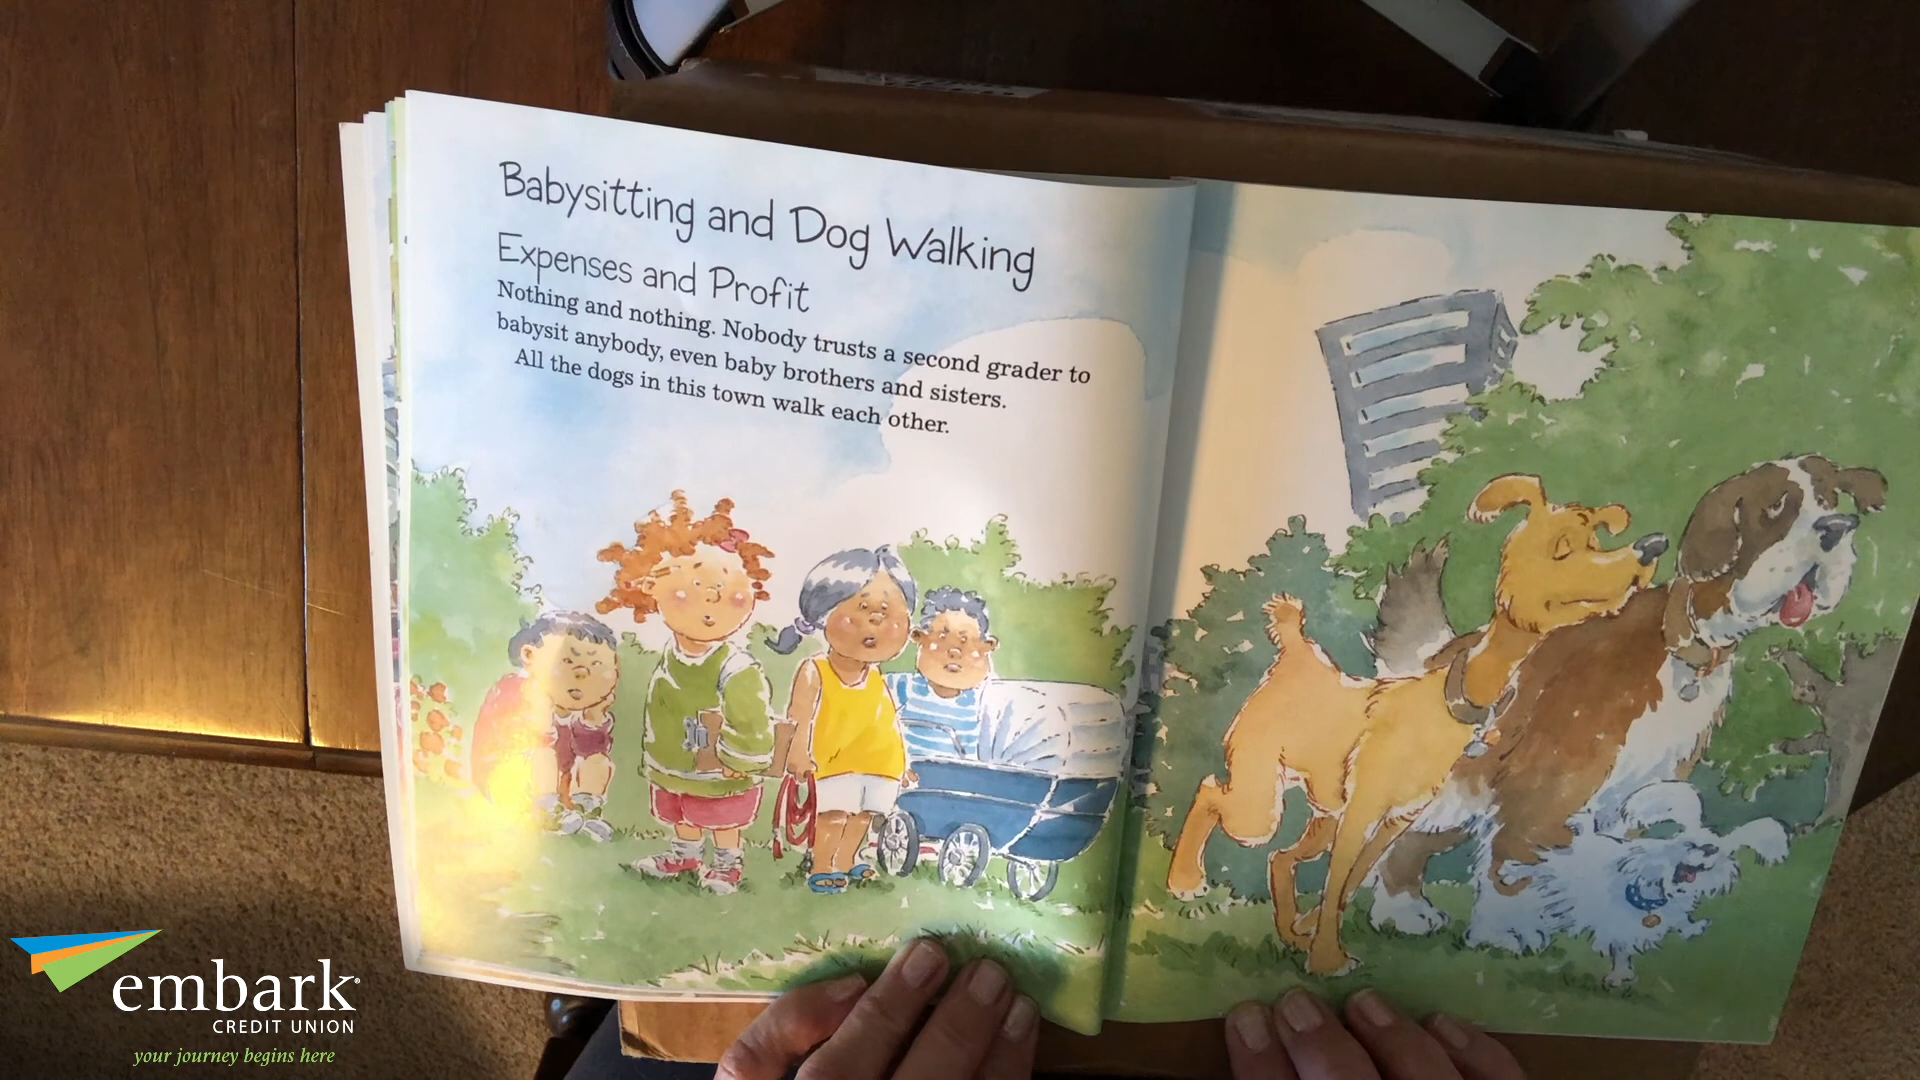 Babysitting and Dog Walking
Expenses and Profit
Nothing and nothing. Nobody trusts a second grader to
babysit anybody, even baby brothers and sisters.
All the dogs in this town walk each other.
embark®
CREDIT UNION
your journey begins here